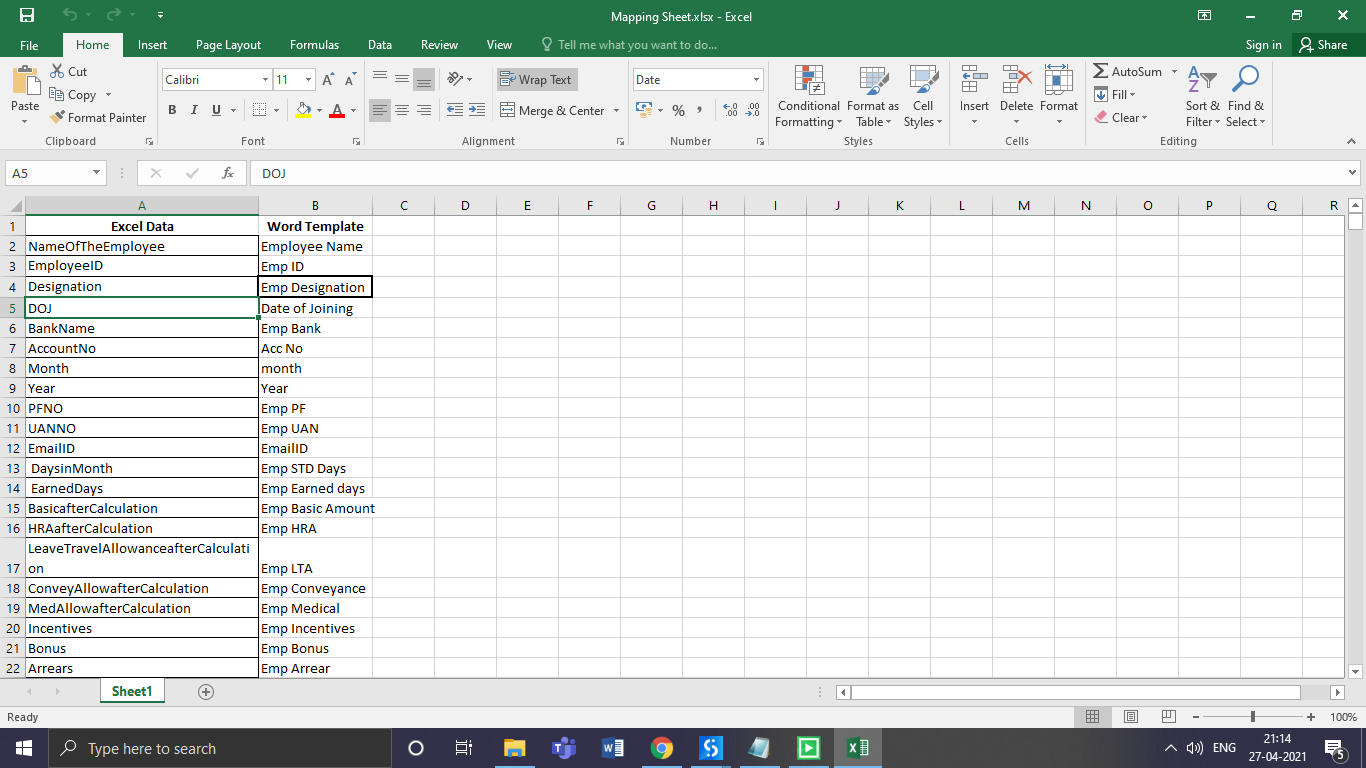 Mapping Sheet.xlsx - Excel
File Home Insert Page Layout Formulas Data Review View Tell me what you want to do... Sign in Share
Paste
Cut
Copy
Format Painter
Clipboard
Calibri 11 A A
B I U A
Font
Wrap Text
Merge & Center
Alignment
Date
% , .0 .00 .00 .0
Number
Conditional Formatting
Format as Table
Cell Styles
Styles
Insert Delete Format
Cells
AutoSum
Fill
Clear
Sort & Filter
Find & Select
Editing
A5 fx DOJ
A B C D E F G H I J K L M N O P Q R
1 Excel Data Word Template
2 NameOfTheEmployee Employee Name
3 EmployeeID Emp ID
4 Designation Emp Designation
5 DOJ Date of Joining
6 BankName Emp Bank
7 AccountNo Acc No
8 Month month
9 Year Year
10 PFNO Emp PF
11 UANNO Emp UAN
12 EmailID EmailID
13 DaysinMonth Emp STD Days
14 EarnedDays Emp Earned days
15 BasicafterCalculation Emp Basic Amount
16 HRAafterCalculation Emp HRA
LeaveTravelAllowanceafterCalculati
17 on Emp LTA
18 ConveyAllowafterCalculation Emp Conveyance
19 MedAllowafterCalculation Emp Medical
20 Incentives Emp Incentives
21 Bonus Emp Bonus
22 Arrears Emp Arrear
Sheet1
Ready 100%
Type here to search
ENG
21:14
27-04-2021
5